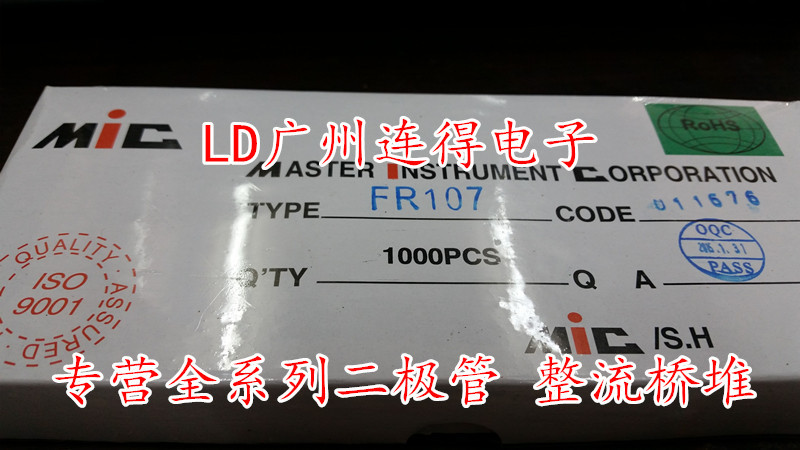 MiC
LD广州连得电子
RoHS
MASTER INSTRUMENT CORPORATION
TYPE FR107 CODE U11676
OQC
PASS
Q'TY 1000PCS Q A
QUALITY ASSURED
ISO
9001
MiC /S.H
专营全系列二极管 整流桥堆